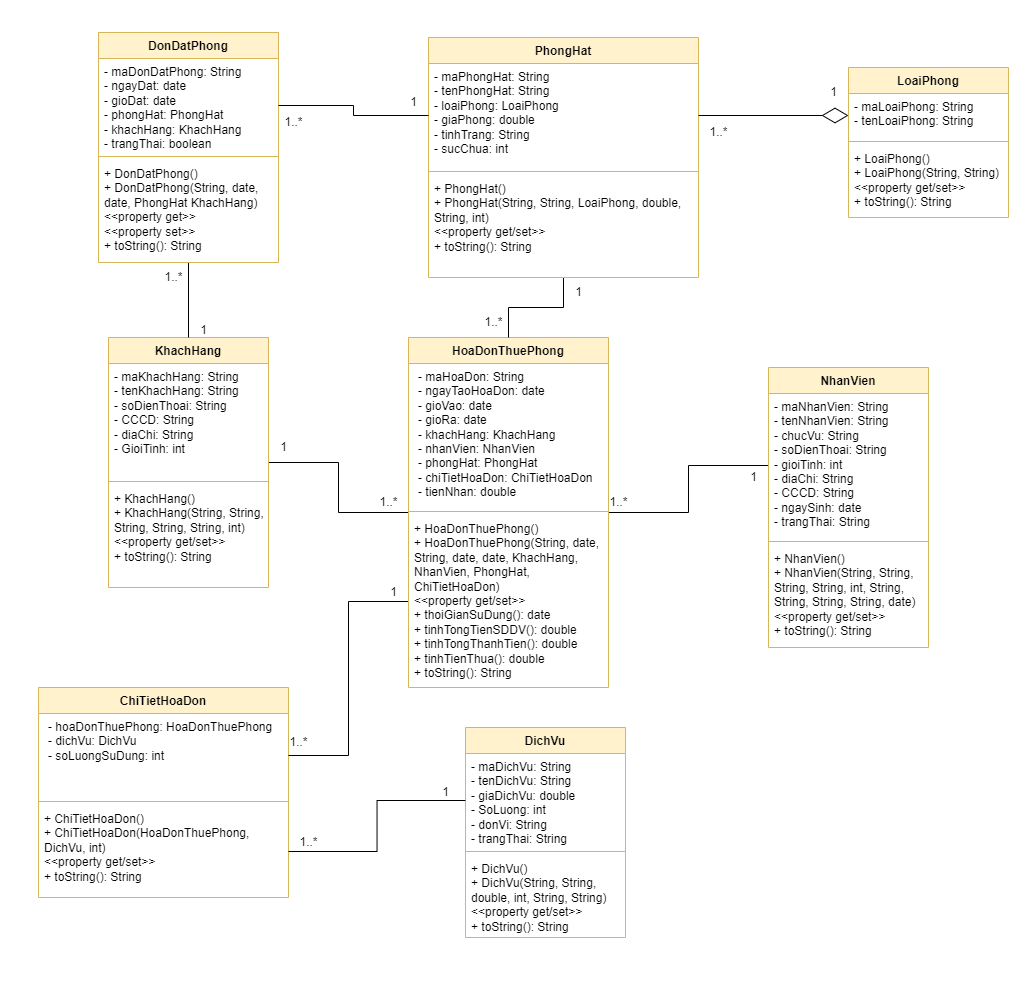 DonDatPhong
- maDonDatPhong: String
- ngayDat: date
- gioDat: date
- phongHat: PhongHat
- khachHang: KhachHang
- trangThai: boolean
+ DonDatPhong()
+ DonDatPhong(String, date,
date, PhongHat KhachHang)
<<property get>>
<<property set>>
+ toString(): String
1..*
1
PhongHat
- maPhongHat: String
- tenPhongHat: String
- loaiPhong: LoaiPhong
- giaPhong: double
- tinhTrang: String
- sucChua: int
+ PhongHat()
+ PhongHat(String, String, LoaiPhong, double,
String, int)
<<property get/set>>
+ toString(): String
1..*
1
LoaiPhong
- maLoaiPhong: String
- tenLoaiPhong: String
+ LoaiPhong()
+ LoaiPhong(String, String)
<<property get/set>>
+ toString(): String
1..*
1
1
1..*
KhachHang
- maKhachHang: String
- tenKhachHang: String
- soDienThoai: String
- CCCD: String
- diaChi: String
- GioiTinh: int
+ KhachHang()
+ KhachHang(String, String,
String, String, String, int)
<<property get/set>>
+ toString(): String
1
1..*
HoaDonThuePhong
- maHoaDon: String
- ngayTaoHoaDon: date
- gioVao: date
- gioRa: date
- khachHang: KhachHang
- nhanVien: NhanVien
- phongHat: PhongHat
- chiTietHoaDon: ChiTietHoaDon
- tienNhan: double
+ HoaDonThuePhong()
+ HoaDonThuePhong(String, date,
String, date, date, KhachHang,
NhanVien, PhongHat,
ChiTietHoaDon)
<<property get/set>>
+ thoiGianSuDung(): date
+ tinhTongTienSDDV(): double
+ tinhTongThanhTien(): double
+ tinhTienThua(): double
+ toString(): String
1..*
1
NhanVien
- maNhanVien: String
- tenNhanVien: String
- chucVu: String
- soDienThoai: String
- gioiTinh: int
- diaChi: String
- CCCD: String
- ngaySinh: date
- trangThai: String
+ NhanVien()
+ NhanVien(String, String,
String, String, int, String,
String, String, String, date)
<<property get/set>>
+ toString(): String
1
1..*
ChiTietHoaDon
- hoaDonThuePhong: HoaDonThuePhong
- dichVu: DichVu
- soLuongSuDung: int
+ ChiTietHoaDon()
+ ChiTietHoaDon(HoaDonThuePhong,
DichVu, int)
<<property get/set>>
+ toString(): String
1..*
1
DichVu
- maDichVu: String
- tenDichVu: String
- giaDichVu: double
- SoLuong: int
- donVi: String
- trangThai: String
+ DichVu()
+ DichVu(String, String,
double, int, String, String)
<<property get/set>>
+ toString(): String